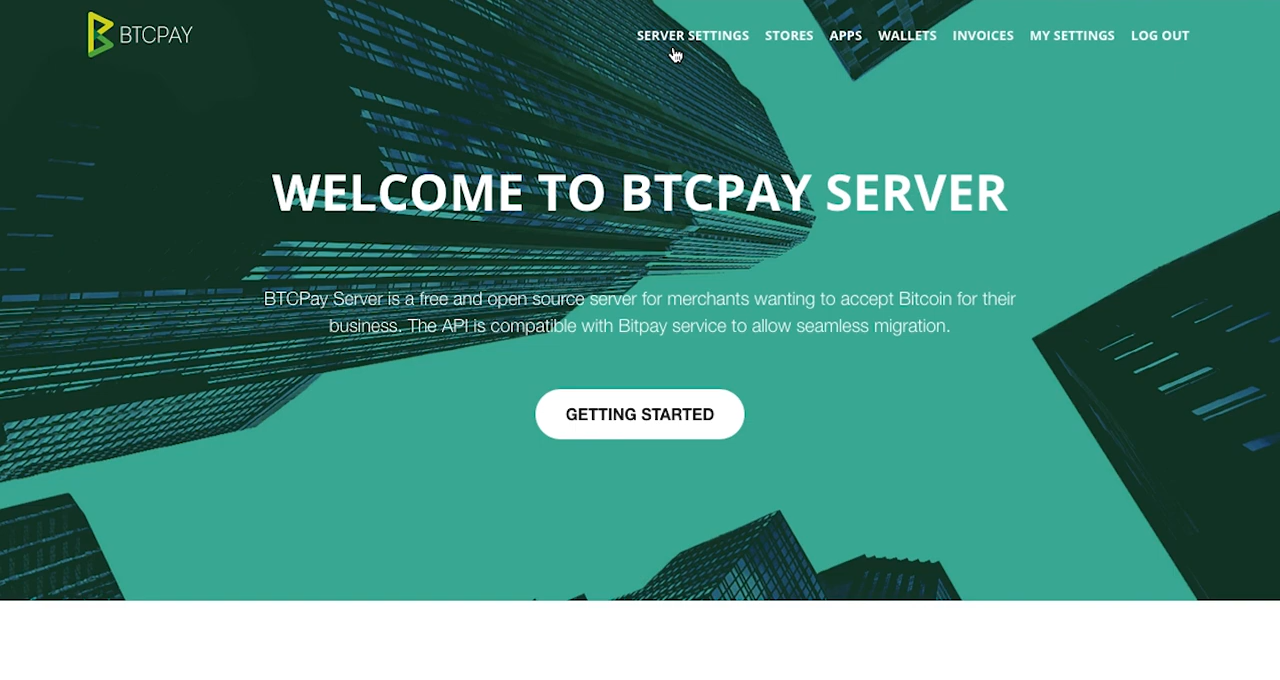 BTCPAY
SERVER SETTINGS STORES APPS WALLETS INVOICES MY SETTINGS LOG OUT
WELCOME TO BTCPAY SERVER
BTCPay Server is a free and open source server for merchants wanting to accept Bitcoin for their
business. The API is compatible with Bitpay service to allow seamless migration.
GETTING STARTED